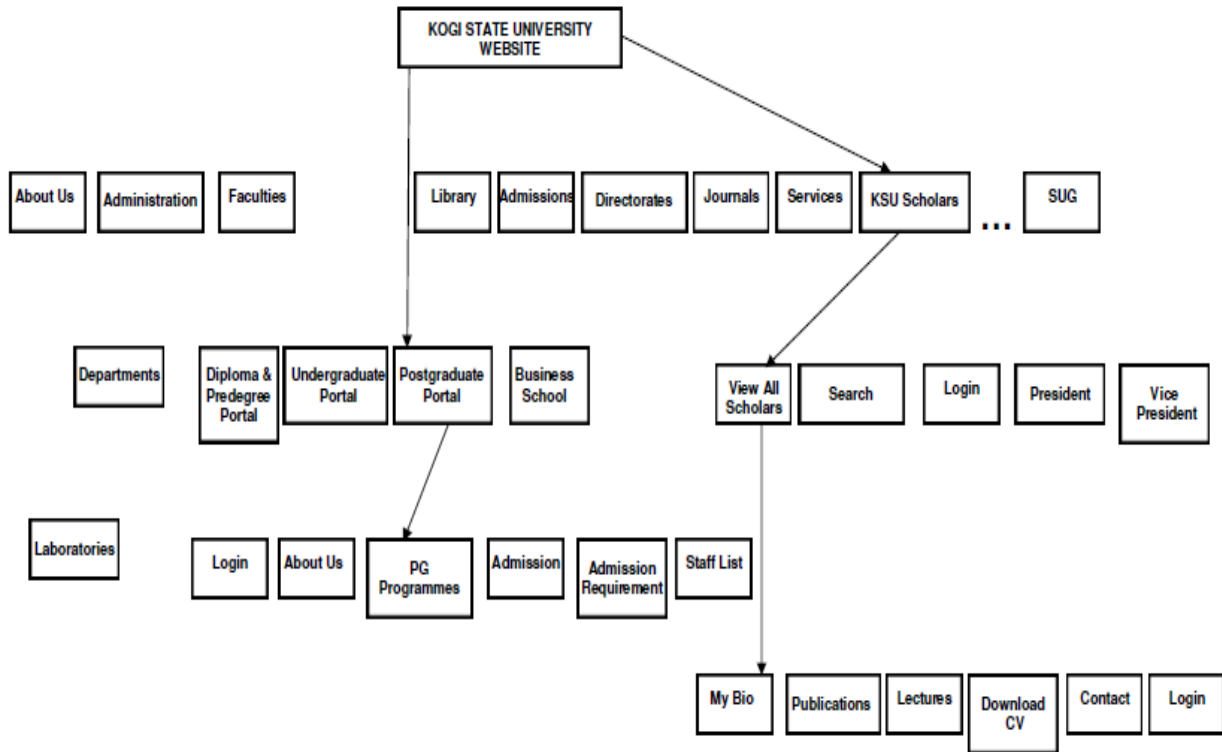 KOGI STATE UNIVERSITY
WEBSITE
About Us
Administration
Faculties
Library
Admissions
Directorates
Journals
Services
KSU Scholars
...
SUG
Departments
Diploma &
Predegree
Portal
Undergraduate
Portal
Postgraduate
Portal
Business
School
View All
Scholars
Search
Login
President
Vice
President
Laboratories
Login
About Us
PG
Programmes
Admission
Admission
Requirement
Staff List
My Bio
Publications
Lectures
Download
CV
Contact
Login